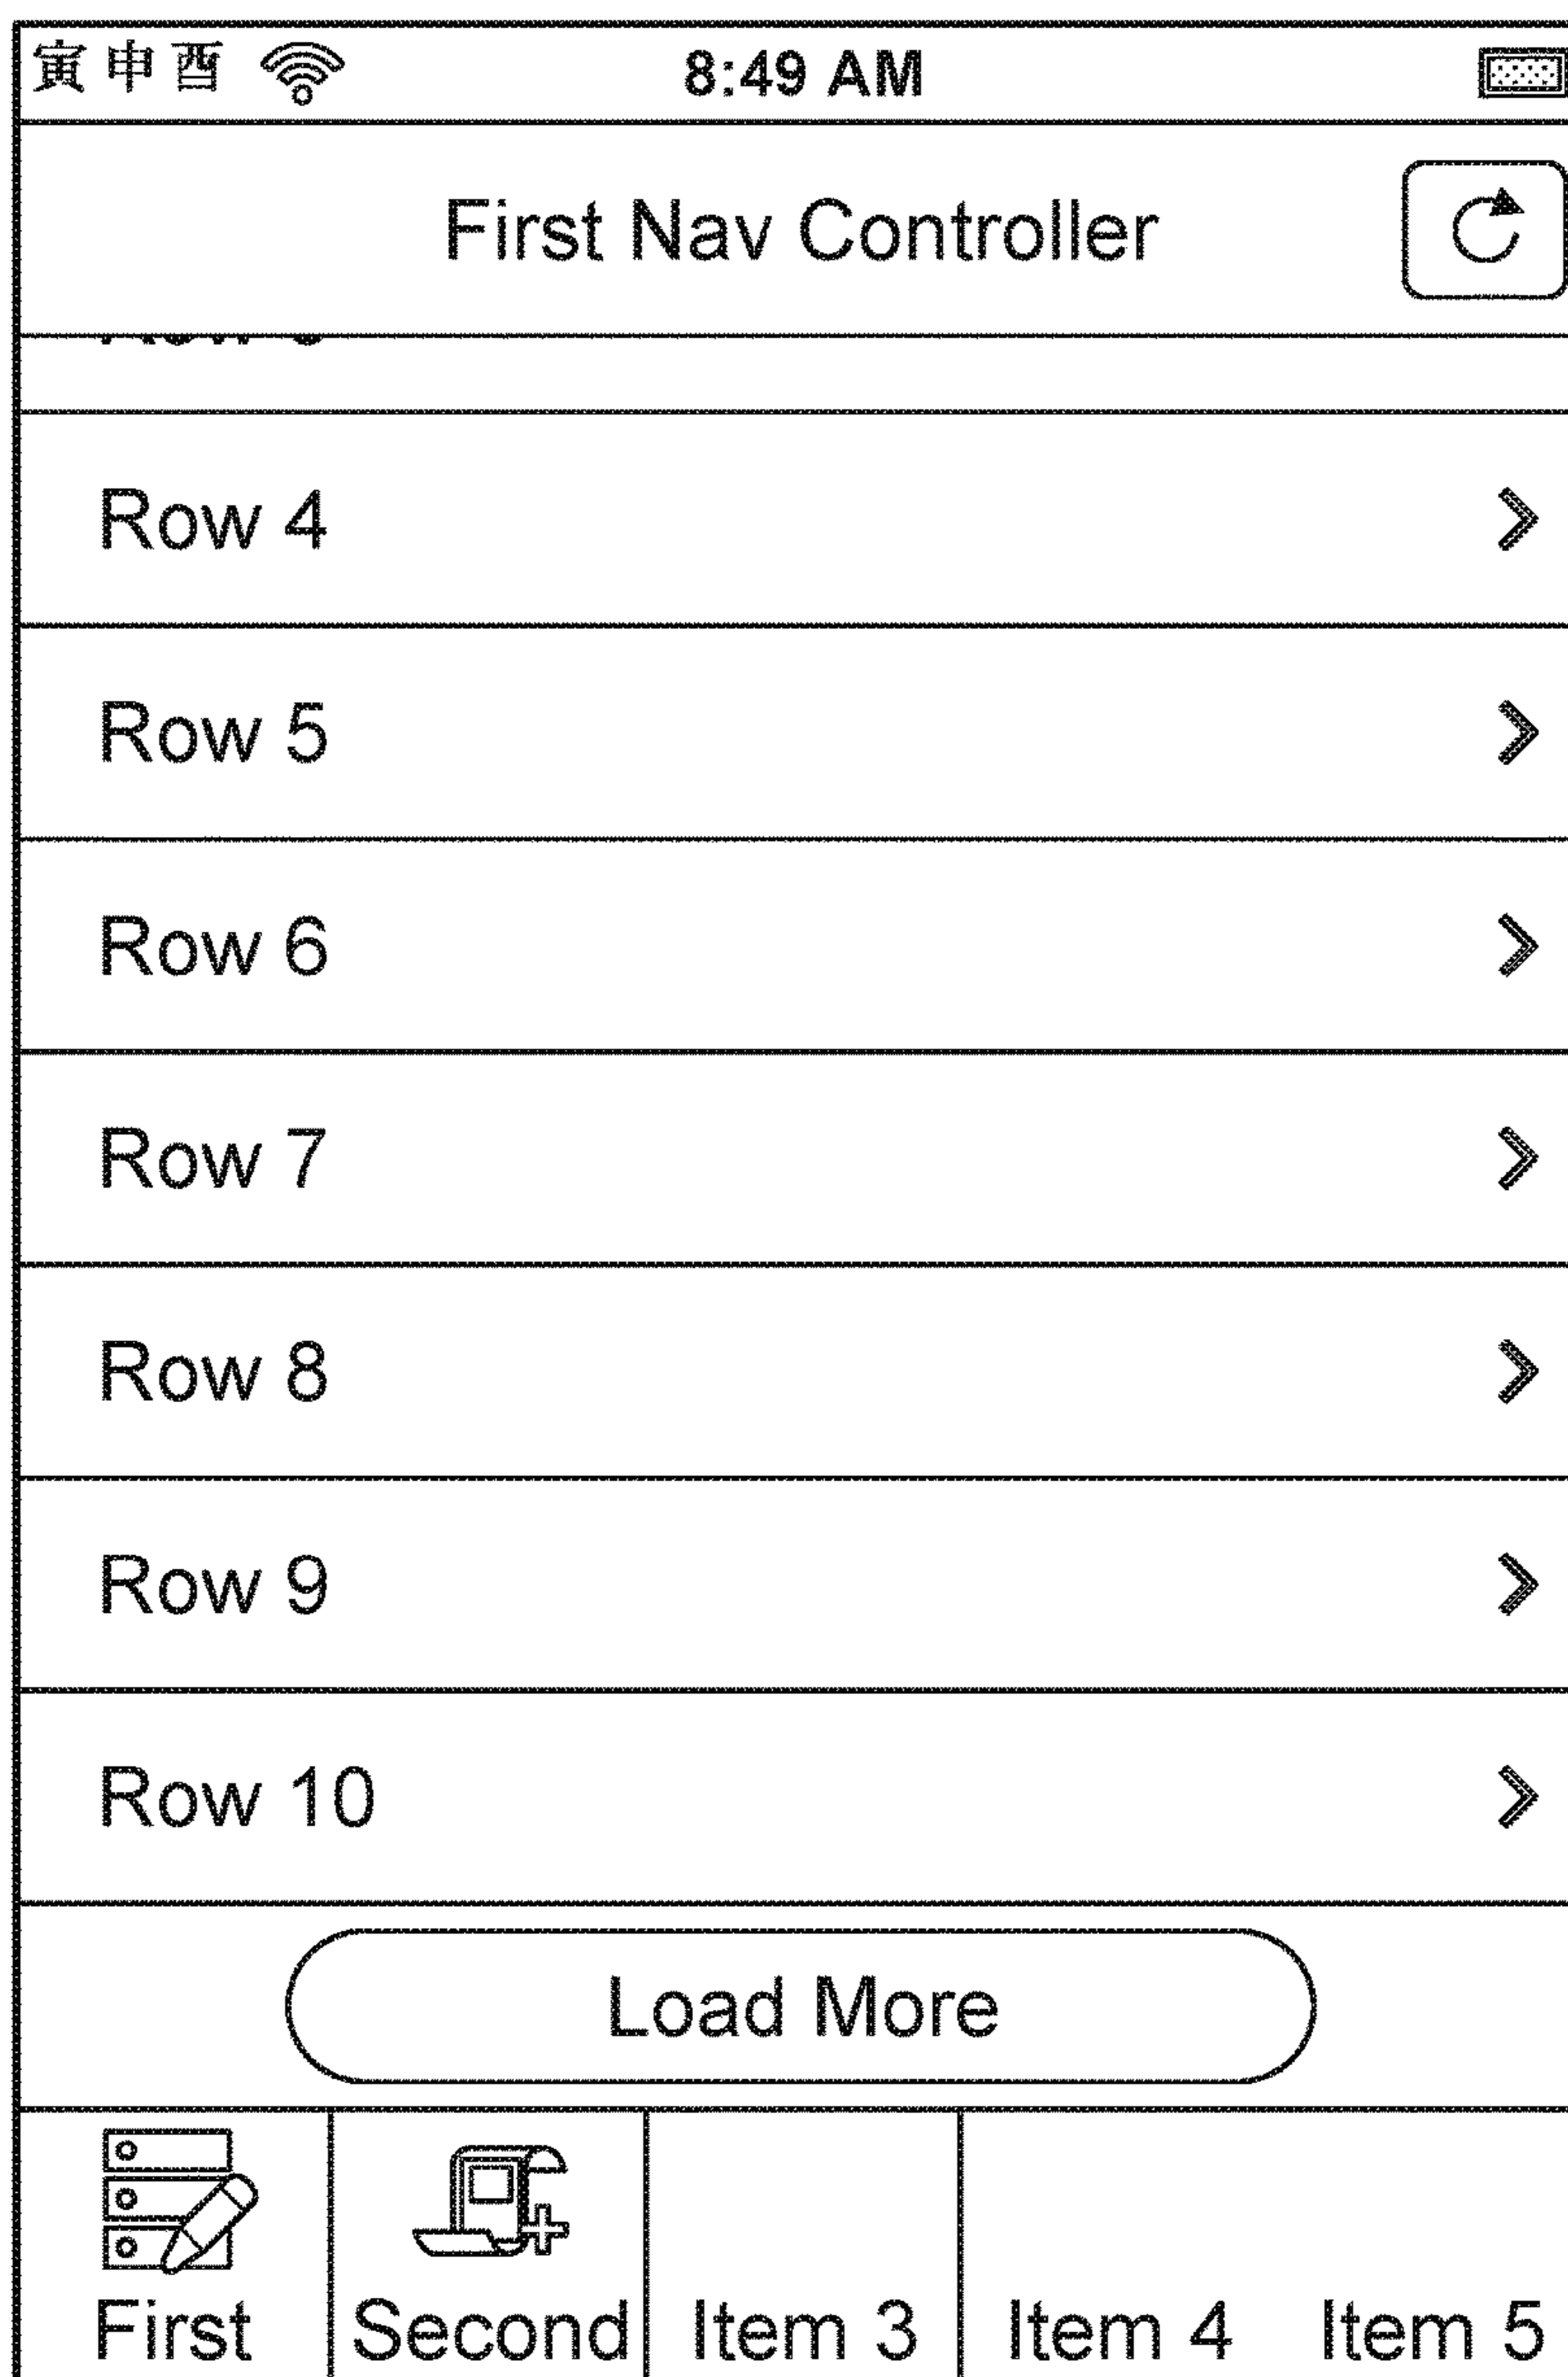 寅申酉 8:49 AM
First Nav Controller
Row 4
Row 5
Row 6
Row 7
Row 8
Row 9
Row 10
Load More
First Second Item 3 Item 4 Item 5